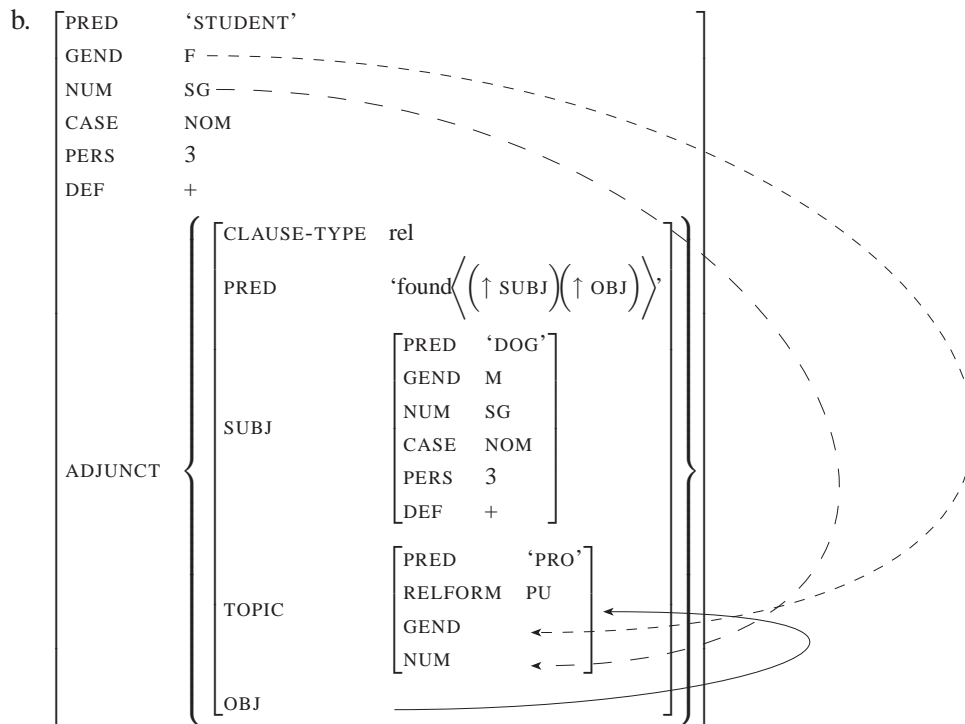 b. PRED ‘STUDENT’
GEND F
NUM SG
CASE NOM
PERS 3
DEF +
CLAUSE-TYPE rel
PRED ‘found⟨(↑ SUBJ)(↑ OBJ)⟩’
PRED ‘DOG’
GEND M
NUM SG
SUBJ
CASE NOM
ADJUNCT
PERS 3
DEF +
PRED ‘PRO’
RELFORM PU
TOPIC
GEND
NUM
OBJ